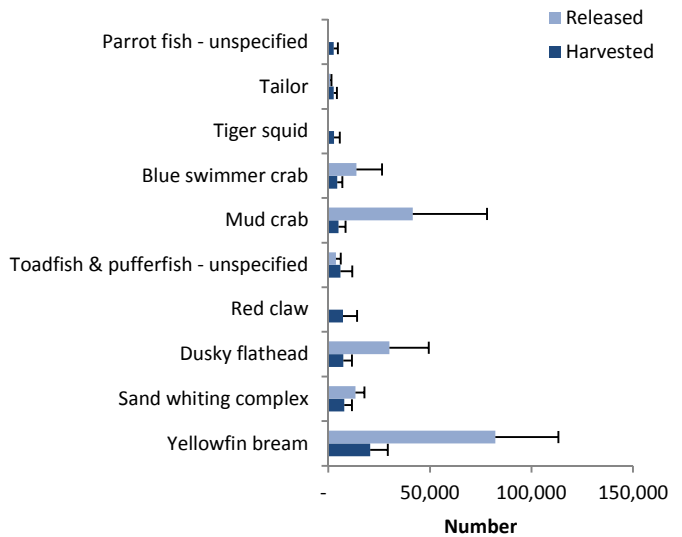 Released
Harvested
Parrot fish - unspecified
Tailor
Tiger squid
Blue swimmer crab
Mud crab
Toadfish & pufferfish - unspecified
Red claw
Dusky flathead
Sand whiting complex
Yellowfin bream
- 50,000 100,000 150,000
Number